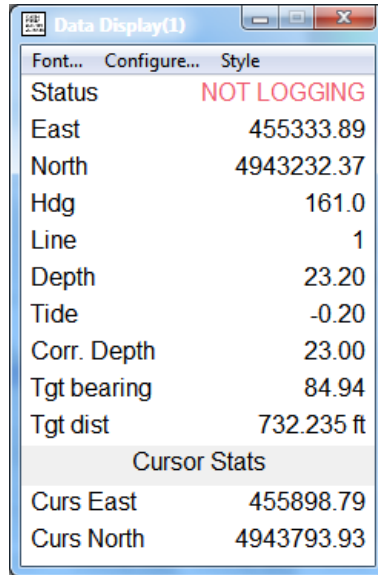 Data Display(1)
Font... Configure... Style
Status NOT LOGGING
East 455333.89
North 4943232.37
Hdg 161.0
Line 1
Depth 23.20
Tide -0.20
Corr. Depth 23.00
Tgt bearing 84.94
Tgt dist 732.235 ft
Cursor Stats
Curs East 455898.79
Curs North 4943793.93